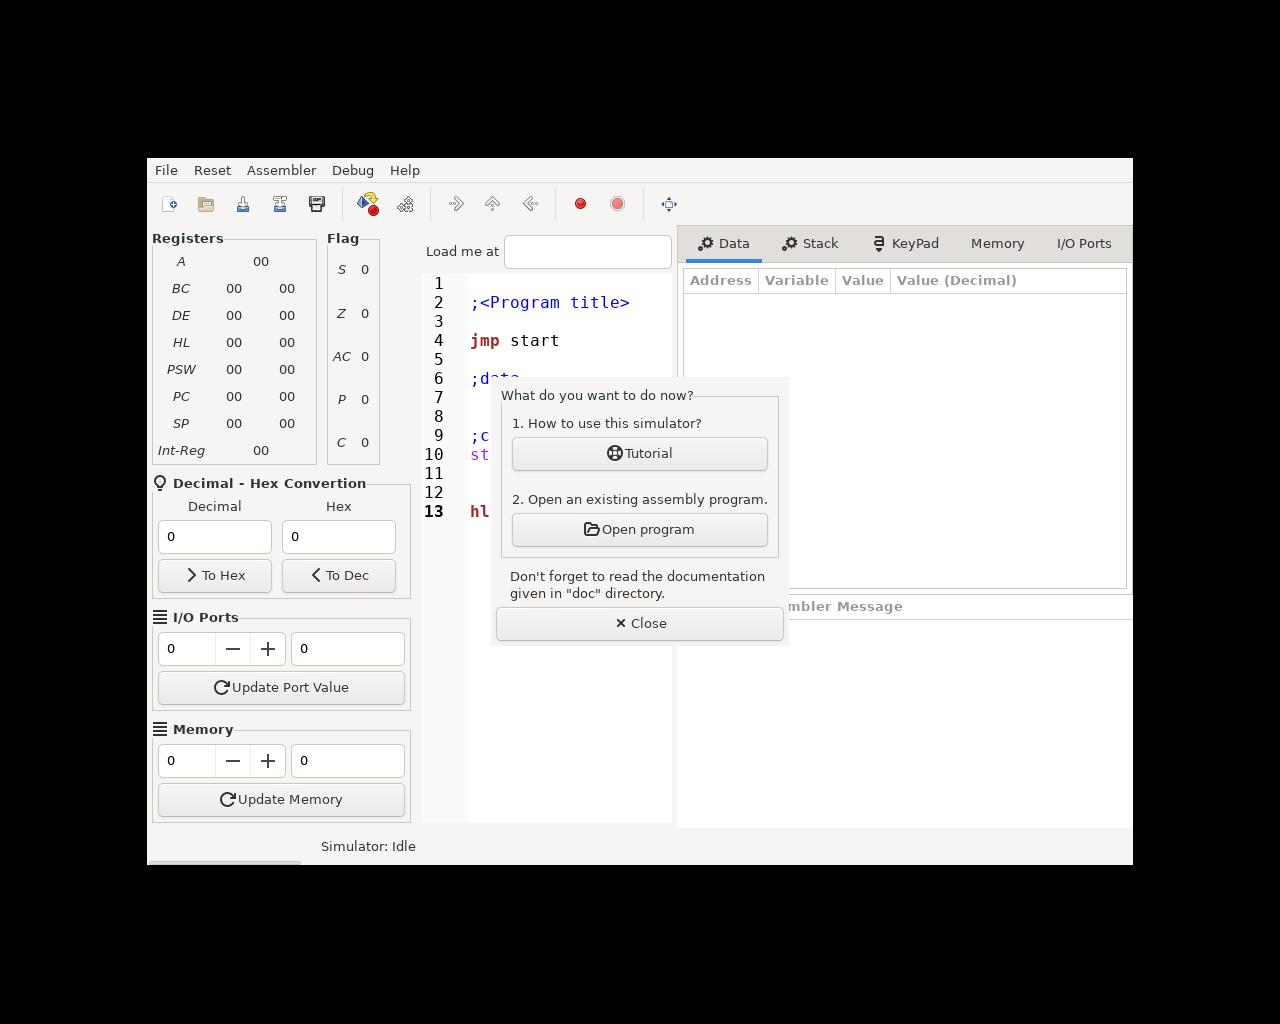 File Reset Assembler Debug Help
Registers
A 00
BC 00 00
DE 00 00
HL 00 00
PSW 00 00
PC 00 00
SP 00 00
Int-Reg 00
Flag
S 0
Z 0
AC 0
P 0
C 0
Decimal - Hex Convertion
Decimal Hex
0 0
To Hex To Dec
I/O Ports
0 0
Update Port Value
Memory
0 0
Update Memory
Load me at
1
2 ;<Program title>
3
4 jmp start
5
6 ;data
7
8
9 ;c
10 st
11
12
13 hl
What do you want to do now?
1. How to use this simulator?
Tutorial
2. Open an existing assembly program.
Open program
Don't forget to read the documentation
given in "doc" directory.
Close
Data Stack KeyPad Memory I/O Ports
Address Variable Value Value (Decimal)
mbler Message
Simulator: Idle